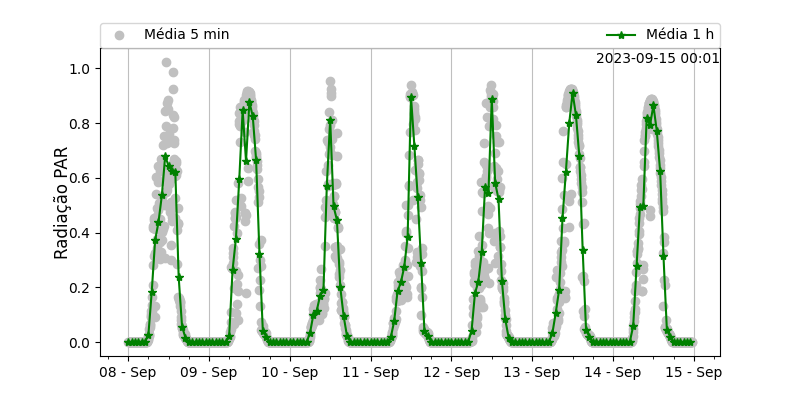 Média 5 min Média 1 h
2023-09-15 00:01
Radiação PAR
1.0
0.8
0.6
0.4
0.2
0.0
08 - Sep 09 - Sep 10 - Sep 11 - Sep 12 - Sep 13 - Sep 14 - Sep 15 - Sep